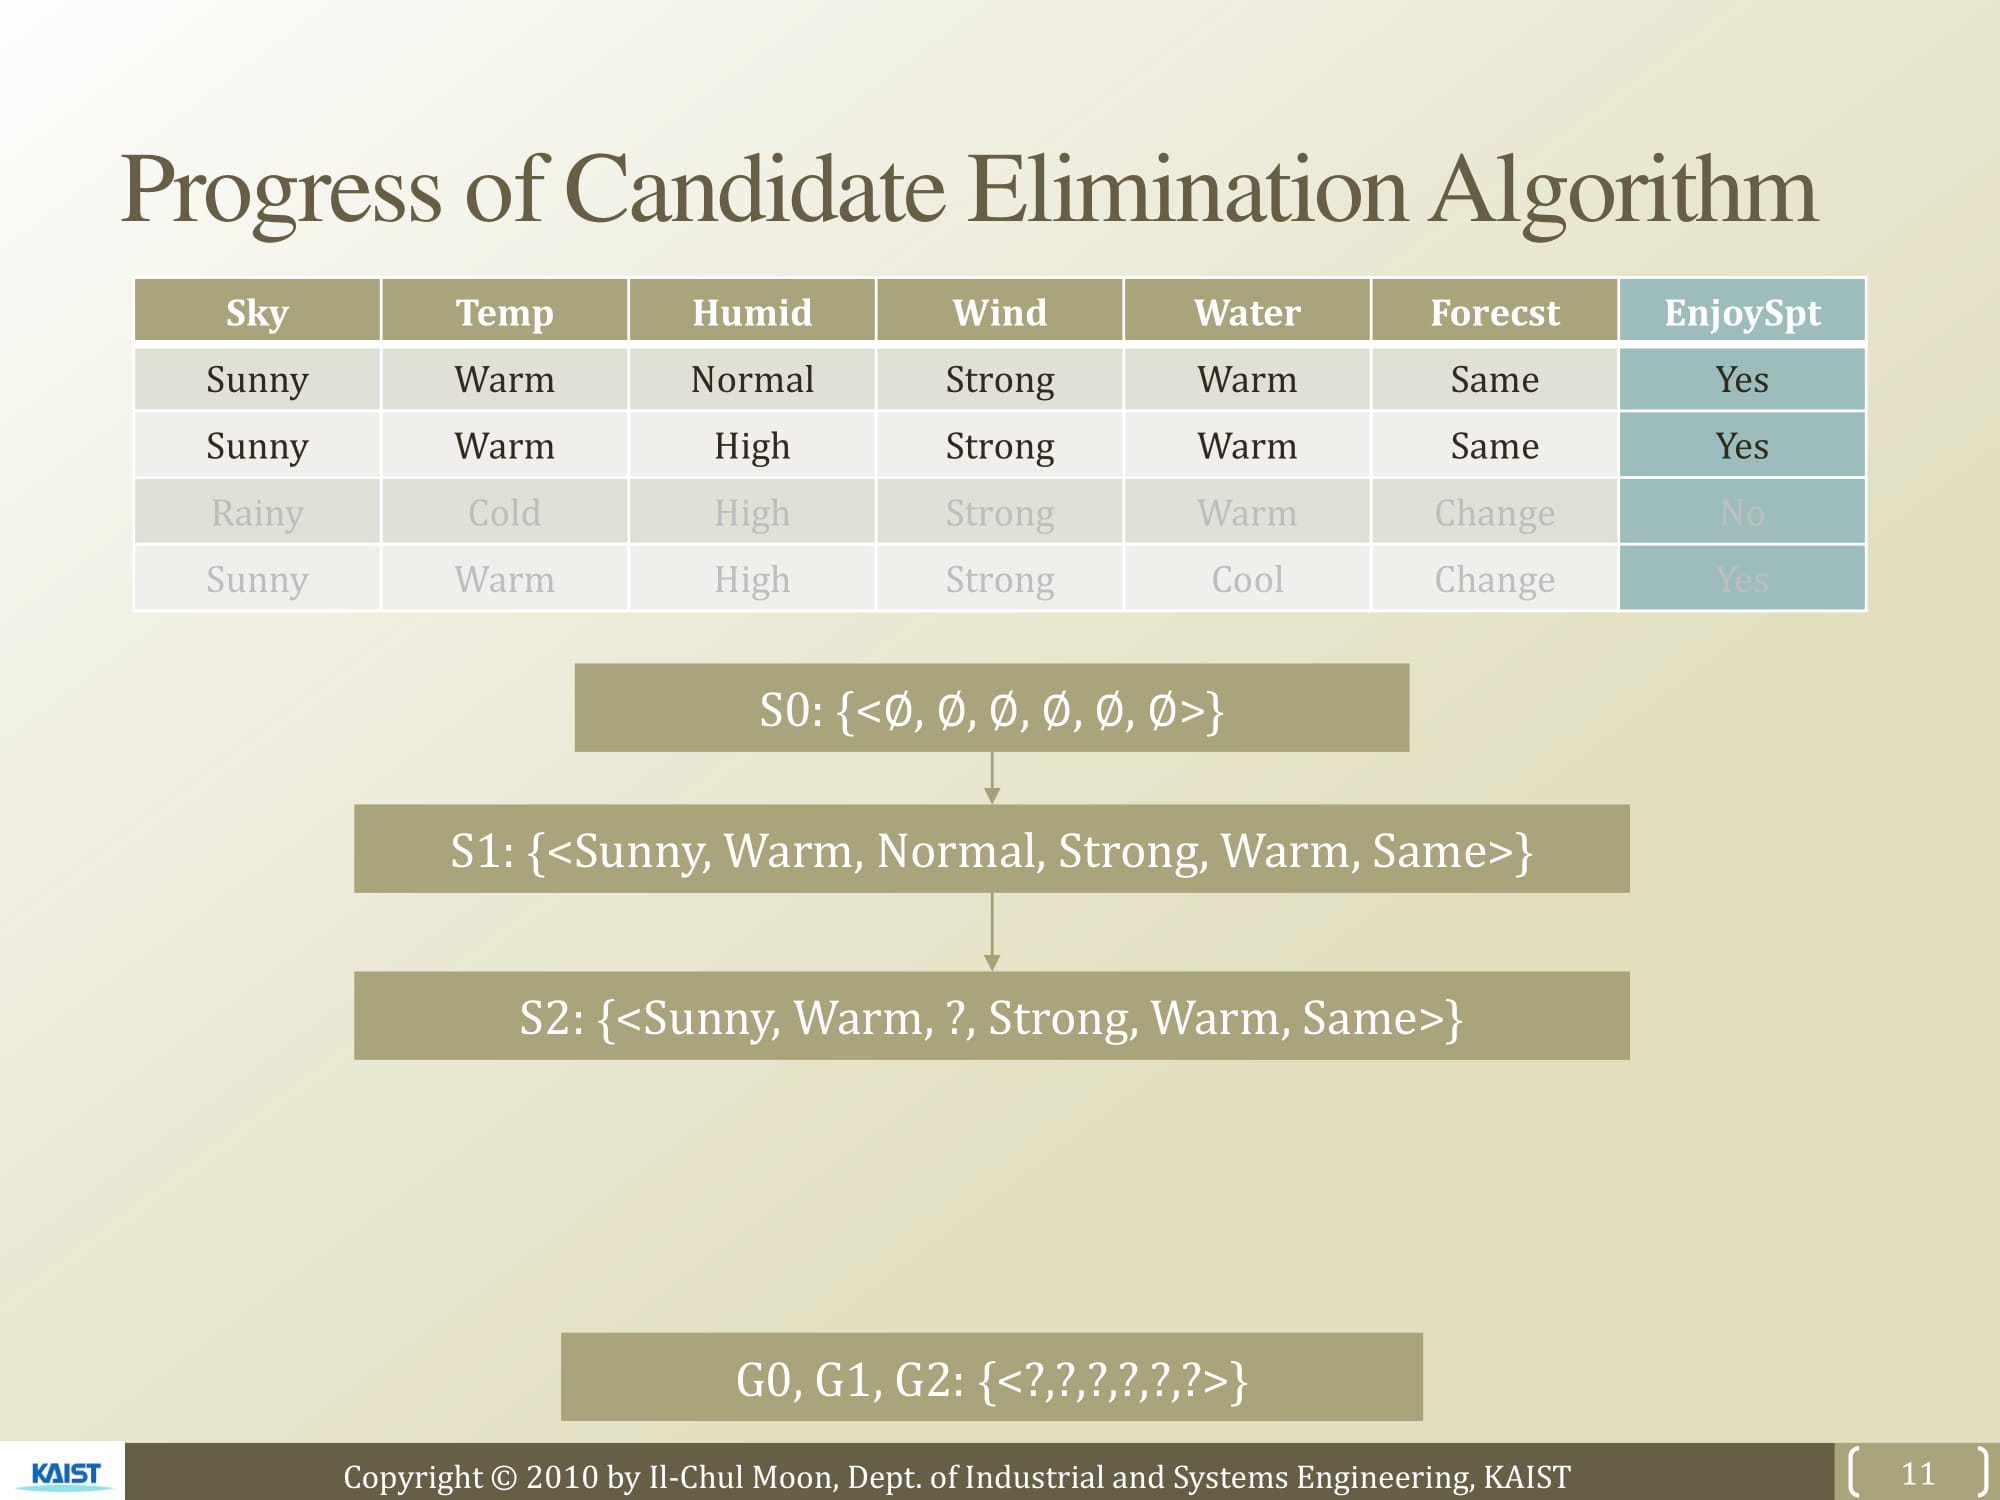 Progress of Candidate Elimination Algorithm
Sky Temp Humid Wind Water Forecst EnjoySpt
Sunny Warm Normal Strong Warm Same Yes
Sunny Warm High Strong Warm Same Yes
Rainy Cold High Strong Warm Change No
Sunny Warm High Strong Cool Change Yes
S0: {<∅, ∅, ∅, ∅, ∅, ∅>}
S1: {<Sunny, Warm, Normal, Strong, Warm, Same>}
S2: {<Sunny, Warm, ?, Strong, Warm, Same>}
G0, G1, G2: {<?,?,?,?,?,?>}
KAIST
Copyright © 2010 by Il-Chul Moon, Dept. of Industrial and Systems Engineering, KAIST
11